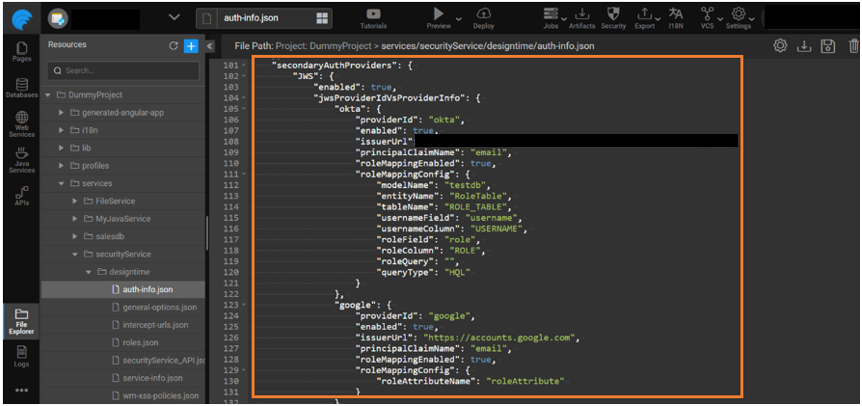 auth-info.json
Tutorials
Preview
Deploy
Jobs
Artifacts
Security
Export
I18N
VCS
Settings
Pages
Databases
Web
Services
Java
Services
APIs
File
Explorer
Logs
Resources
Search...
DummyProject
generated-angular-app
i18n
lib
profiles
services
FileService
MyJavaService
salesdb
securityService
designtime
auth-info.json
general-options.json
intercept-urls.json
roles.json
securityService_API.js
service-info.json
wm-xss-policies.json
File Path: Project: DummyProject > services/securityService/designtime/auth-info.json
101 "secondaryAuthProviders": {
102 "JWS": {
103 "enabled": true,
104 "jwsProviderIdVsProviderInfo": {
105 "okta": {
106 "providerId": "okta",
107 "enabled": true,
108 "issuerUrl"
109 "principalClaimName": "email",
110 "roleMappingEnabled": true,
111 "roleMappingConfig": {
112 "modelName": "testdb",
113 "entityName": "RoleTable",
114 "tableName": "ROLE_TABLE",
115 "usernameField": "username",
116 "usernameColumn": "USERNAME",
117 "roleField": "role",
118 "roleColumn": "ROLE",
119 "roleQuery": "",
120 "queryType": "HQL"
121 }
122 },
123 "google": {
124 "providerId": "google",
125 "enabled": true,
126 "issuerUrl": "https://accounts.google.com",
127 "principalClaimName": "email",
128 "roleMappingEnabled": true,
129 "roleMappingConfig": {
130 "roleAttributeName": "roleAttribute"
131 }
132 }